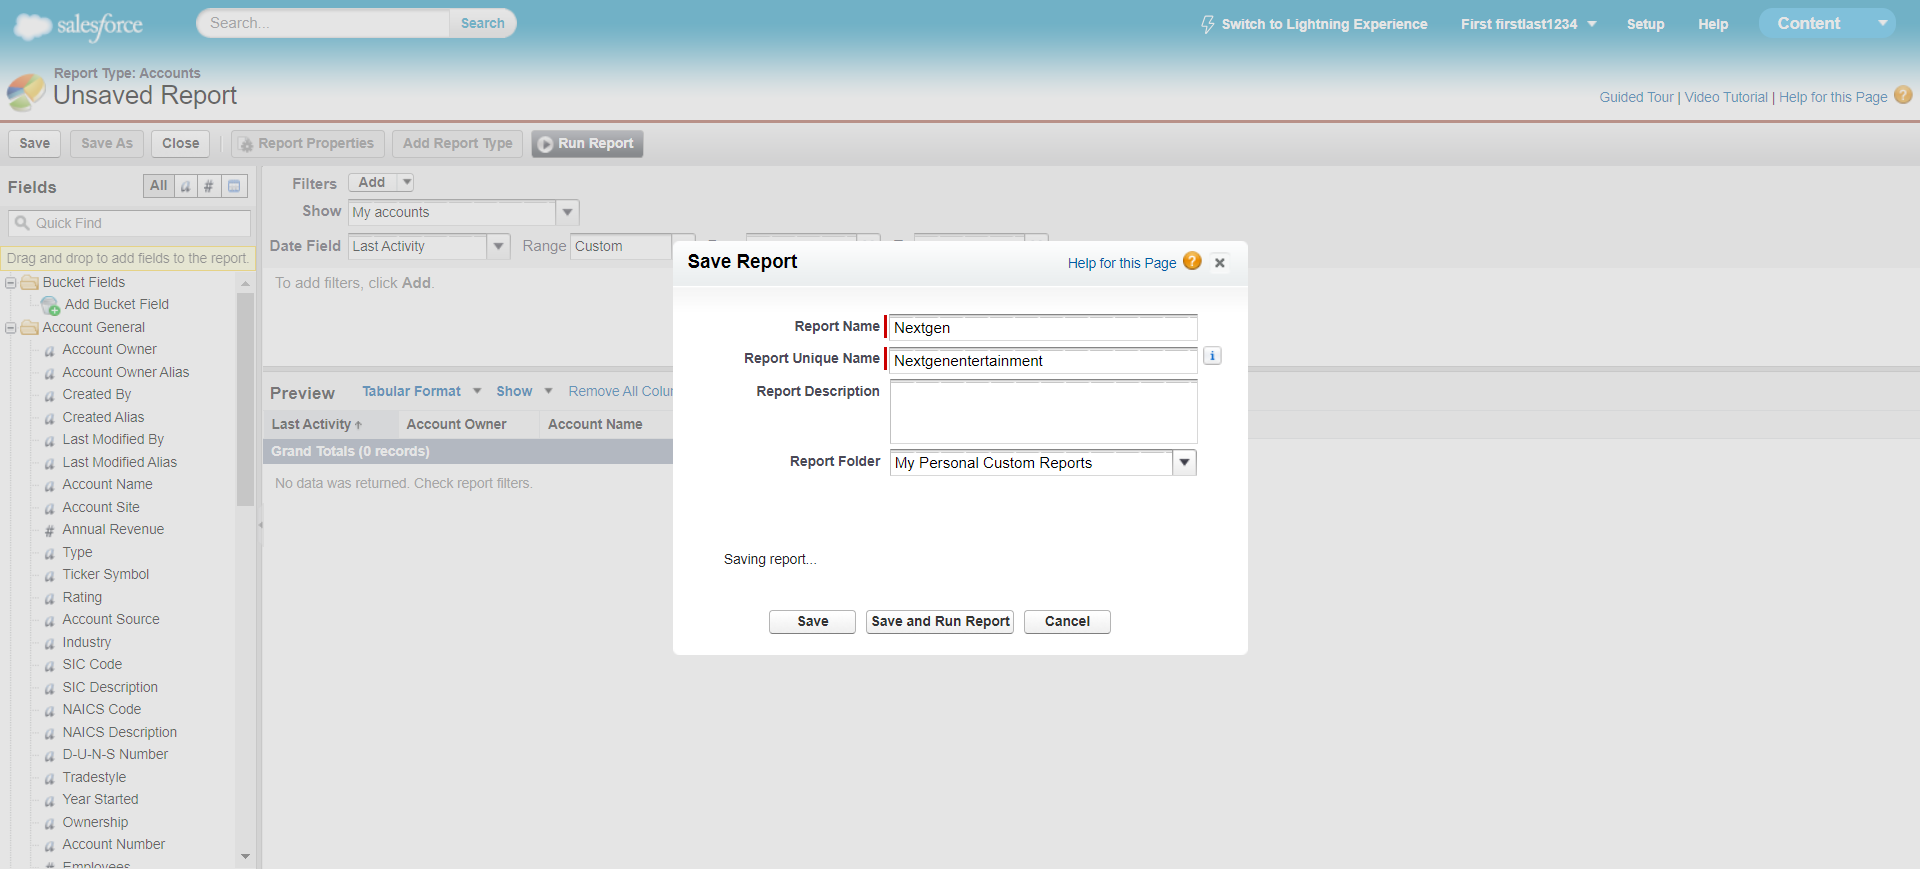 salesforce
Search...
Search
Switch to Lightning Experience
First firstlast1234
Setup
Help
Content
Report Type: Accounts
Unsaved Report
Guided Tour | Video Tutorial | Help for this Page ?
Save
Save As
Close
Report Properties
Add Report Type
Run Report
Fields
All
a
#
Quick Find
Drag and drop to add fields to the report.
Bucket Fields
Add Bucket Field
Account General
a Account Owner
a Account Owner Alias
a Created By
a Created Alias
a Last Modified By
a Last Modified Alias
a Account Name
a Account Site
# Annual Revenue
a Type
a Ticker Symbol
a Rating
a Account Source
a Industry
a SIC Code
a SIC Description
a NAICS Code
a NAICS Description
a D-U-N-S Number
a Tradestyle
a Year Started
a Ownership
a Account Number
# Employees
Filters
Add
Show
My accounts
Date Field
Last Activity
Range
Custom
To add filters, click Add.
Preview
Tabular Format
Show
Remove All
Last Activity
Account Owner
Account Name
Grand Totals (0 records)
No data was returned. Check report filters.
Save Report
Help for this Page ?
Report Name
Nextgen
Report Unique Name
Nextgenentertainment
i
Report Description
Report Folder
My Personal Custom Reports
Saving report...
Save
Save and Run Report
Cancel